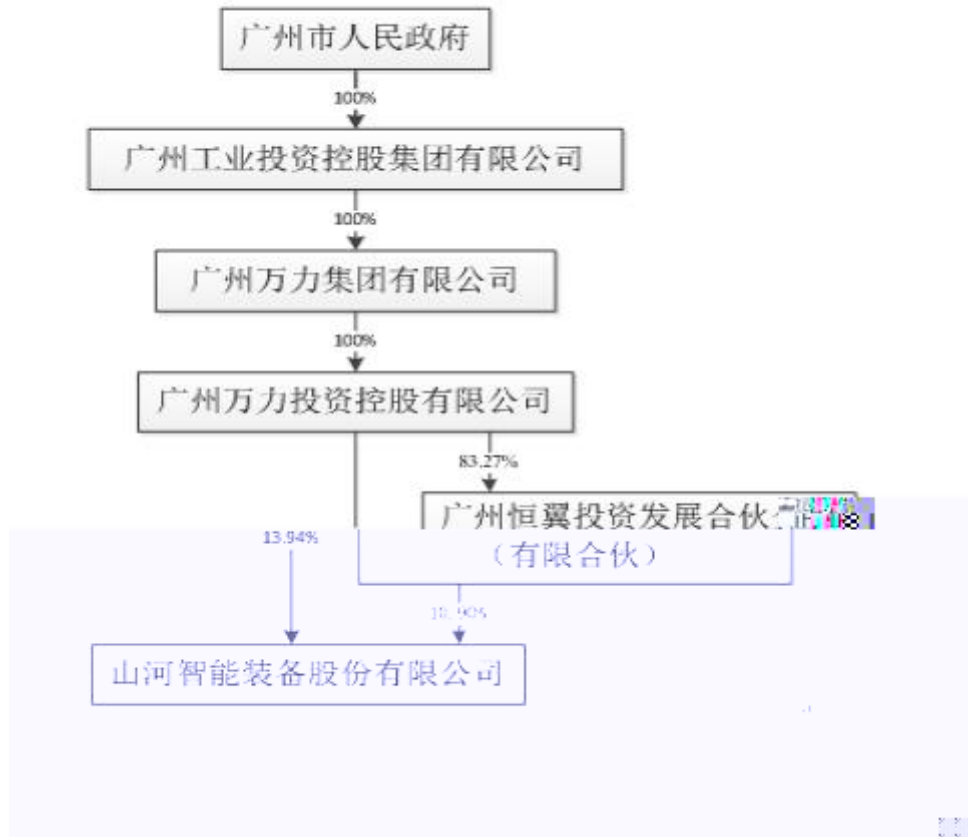 广州市人民政府
100%
广州工业投资控股集团有限公司
100%
广州万力集团有限公司
100%
广州万力投资控股有限公司
83.27%
广州恒翼投资发展合伙
13.94%
（有限合伙）
山河智能装备股份有限公司